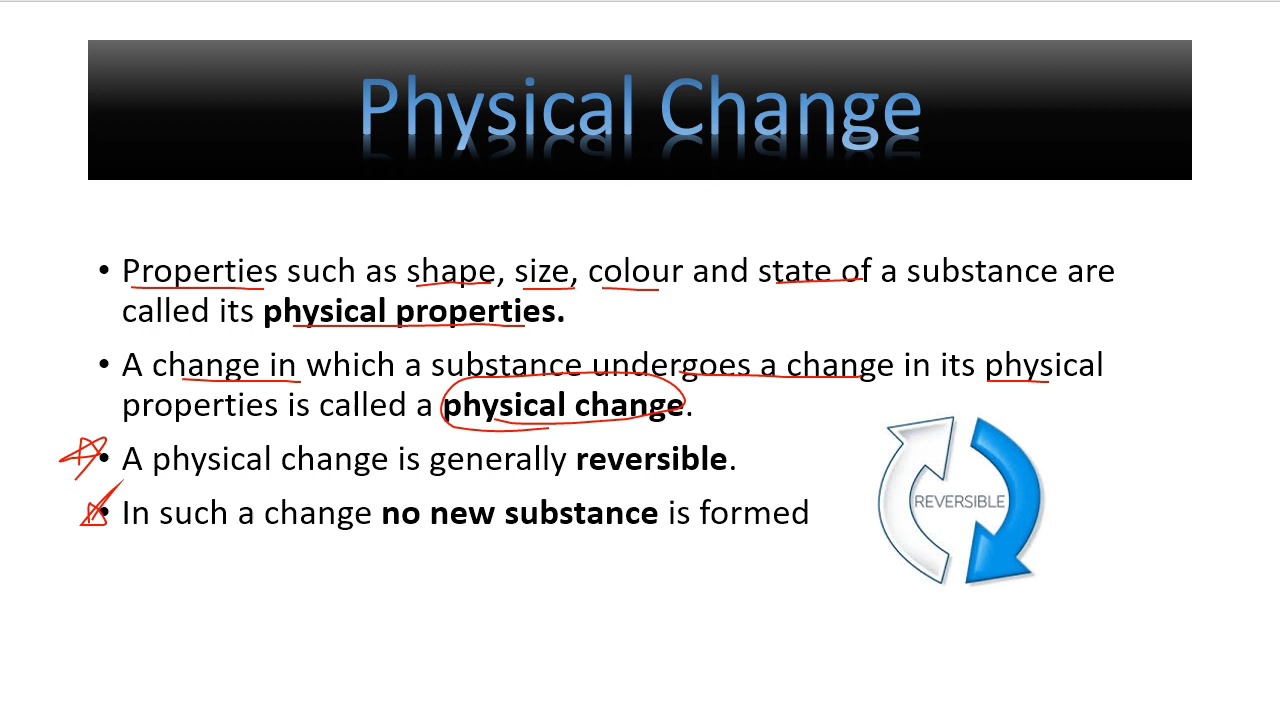 Physical Change
• Properties such as shape, size, colour and state of a substance are
called its physical properties.
• A change in which a substance undergoes a change in its physical
properties is called a physical change.
• A physical change is generally reversible.
• In such a change no new substance is formed
REVERSIBLE